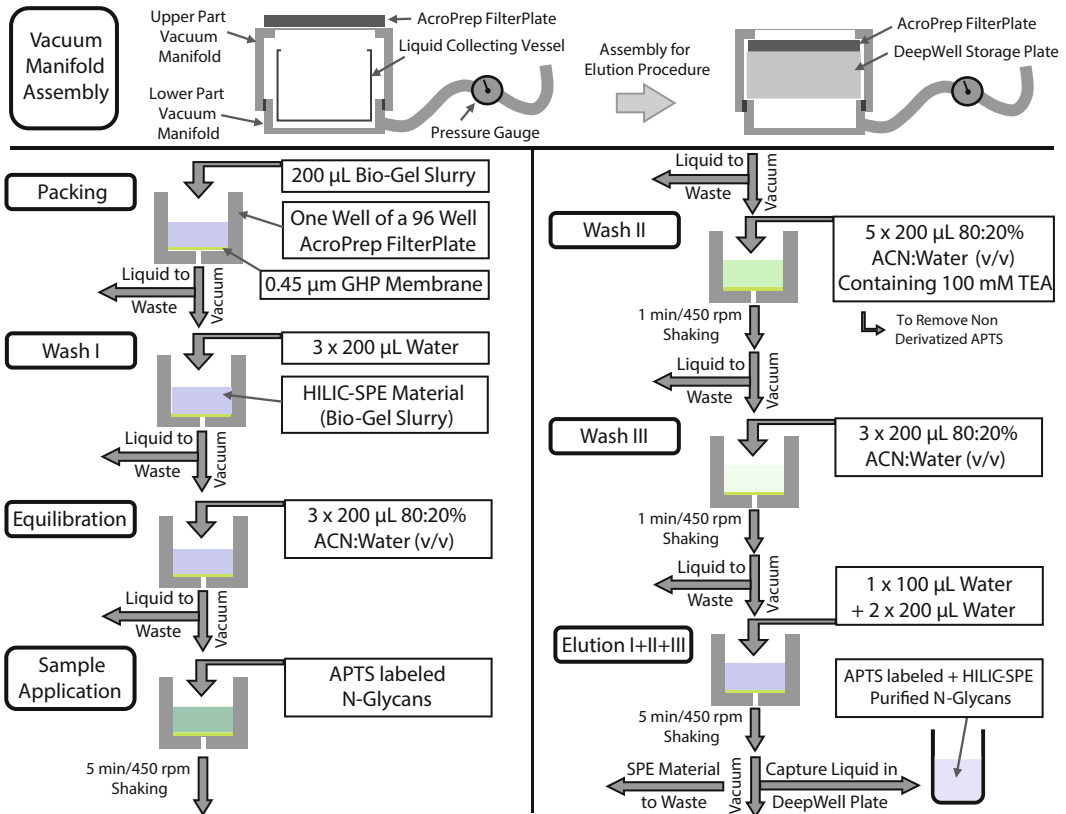 Vacuum
Manifold
Assembly
Upper Part
Vacuum
Manifold
Lower Part
Vacuum
Manifold
AcroPrep FilterPlate
Liquid Collecting Vessel
Pressure Gauge
Assembly for
Elution Procedure
AcroPrep FilterPlate
DeepWell Storage Plate
Packing
200 µL Bio-Gel Slurry
One Well of a 96 Well
AcroPrep FilterPlate
0.45 µm GHP Membrane
Liquid to
Waste
Vacuum
Wash I
3 x 200 µL Water
HILIC-SPE Material
(Bio-Gel Slurry)
Liquid to
Waste
Vacuum
Equilibration
3 x 200 µL 80:20%
ACN:Water (v/v)
Liquid to
Waste
Vacuum
Sample
Application
APTS labeled
N-Glycans
5 min/450 rpm
Shaking
Liquid to
Waste
Vacuum
Wash II
5 x 200 µL 80:20%
ACN:Water (v/v)
Containing 100 mM TEA
To Remove Non
Derivatized APTS
1 min/450 rpm
Shaking
Liquid to
Waste
Vacuum
Wash III
3 x 200 µL 80:20%
ACN:Water (v/v)
1 min/450 rpm
Shaking
Liquid to
Waste
Vacuum
1 x 100 µL Water
+ 2 x 200 µL Water
Elution I+II+III
APTS labeled + HILIC-SPE
Purified N-Glycans
5 min/450 rpm
Shaking
SPE Material
to Waste
Vacuum
Capture Liquid in
DeepWell Plate